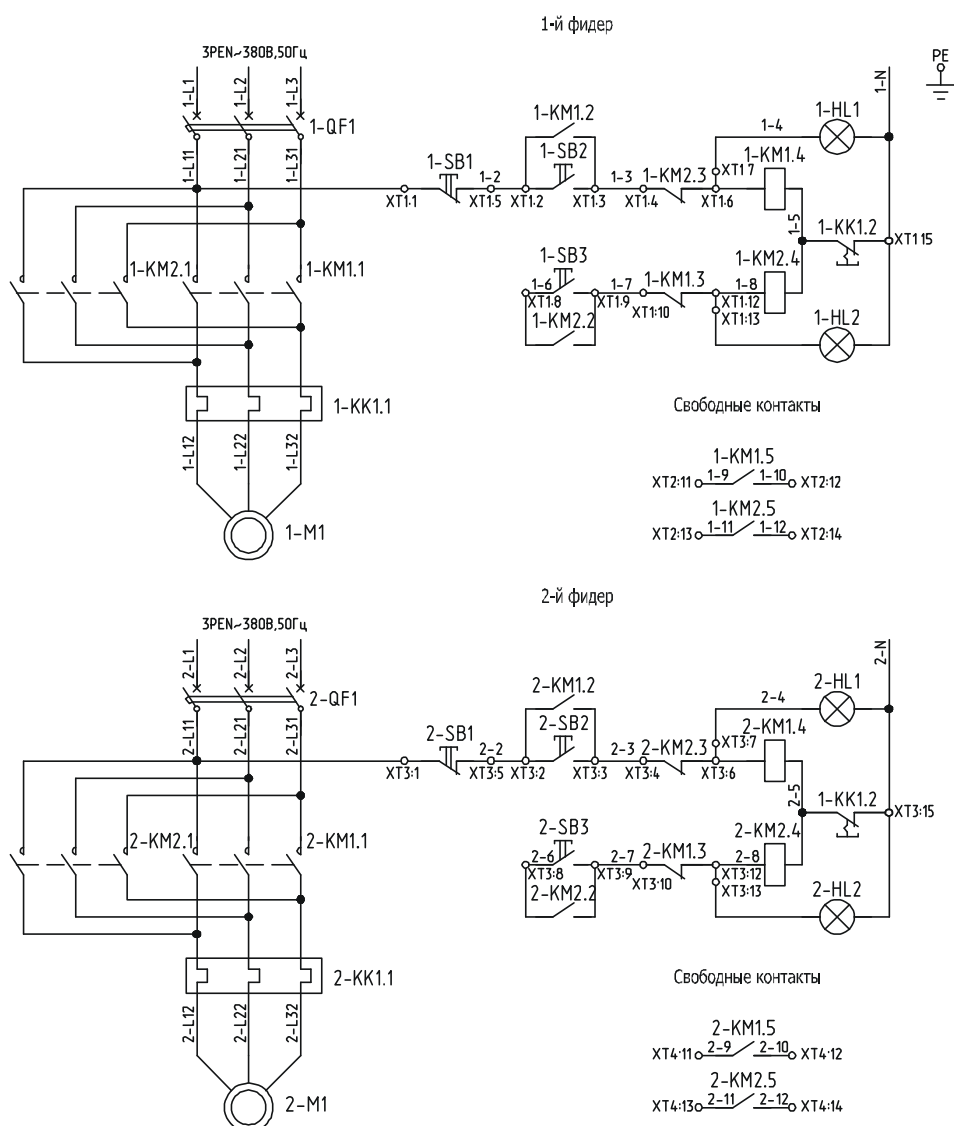 1-й фидер
3PEN~380В,50Гц
PE
1-L1
1-L2
1-L3
1-N
1-QF1
1-L11
1-L21
1-L31
1-KM1.2
1-SB1
1-SB2
1-2
1-3
1-KM2.3
1-4
1-HL1
XT1:7
1-KM1.4
XT1:1
XT1:5
XT1:2
XT1:3
XT1:4
XT1:6
1-5
1-KK1.2
XT1:15
1-KM2.1
1-KM1.1
1-SB3
1-6
1-7
1-KM1.3
1-8
1-KM2.4
XT1:8
XT1:9
XT1:10
XT1:12
XT1:13
1-KM2.2
1-HL2
1-KK1.1
1-L12
1-L22
1-L32
1-M1
Свободные контакты
1-KM1.5
XT2:11 1-9 1-10 XT2:12
1-KM2.5
XT2:13 1-11 1-12 XT2:14
2-й фидер
3PEN~380В,50Гц
2-L1
2-L2
2-L3
2-N
2-QF1
2-L11
2-L21
2-L31
2-KM1.2
2-SB1
2-SB2
2-2
2-3
2-KM2.3
2-4
2-HL1
XT3:7
2-KM1.4
XT3:1
XT3:5
XT3:2
XT3:3
XT3:4
XT3:6
2-5
1-KK1.2
XT3:15
2-KM2.1
2-KM1.1
2-SB3
2-6
2-7
2-KM1.3
2-8
2-KM2.4
XT3:8
XT3:9
XT3:10
XT3:12
XT3:13
2-KM2.2
2-HL2
2-KK1.1
2-L12
2-L22
2-L32
2-M1
Свободные контакты
2-KM1.5
XT4:11 2-9 2-10 XT4:12
2-KM2.5
XT4:13 2-11 2-12 XT4:14